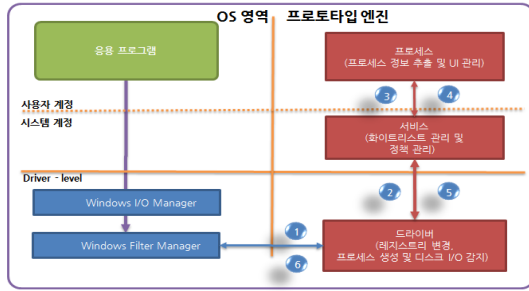 OS 영역 프로토타입 엔진
응용 프로그램
프로세스
(프로세스 정보 추출 및 UI 관리)
3 4
사용자 계정
시스템 계정
서비스
(화이트리스트 관리 및
정책 관리)
Driver - level
2 5
Windows I/O Manager
Windows Filter Manager
1
6
드라이버
(레지스트리 변경,
프로세스 생성 및 디스크 I/O 감지)